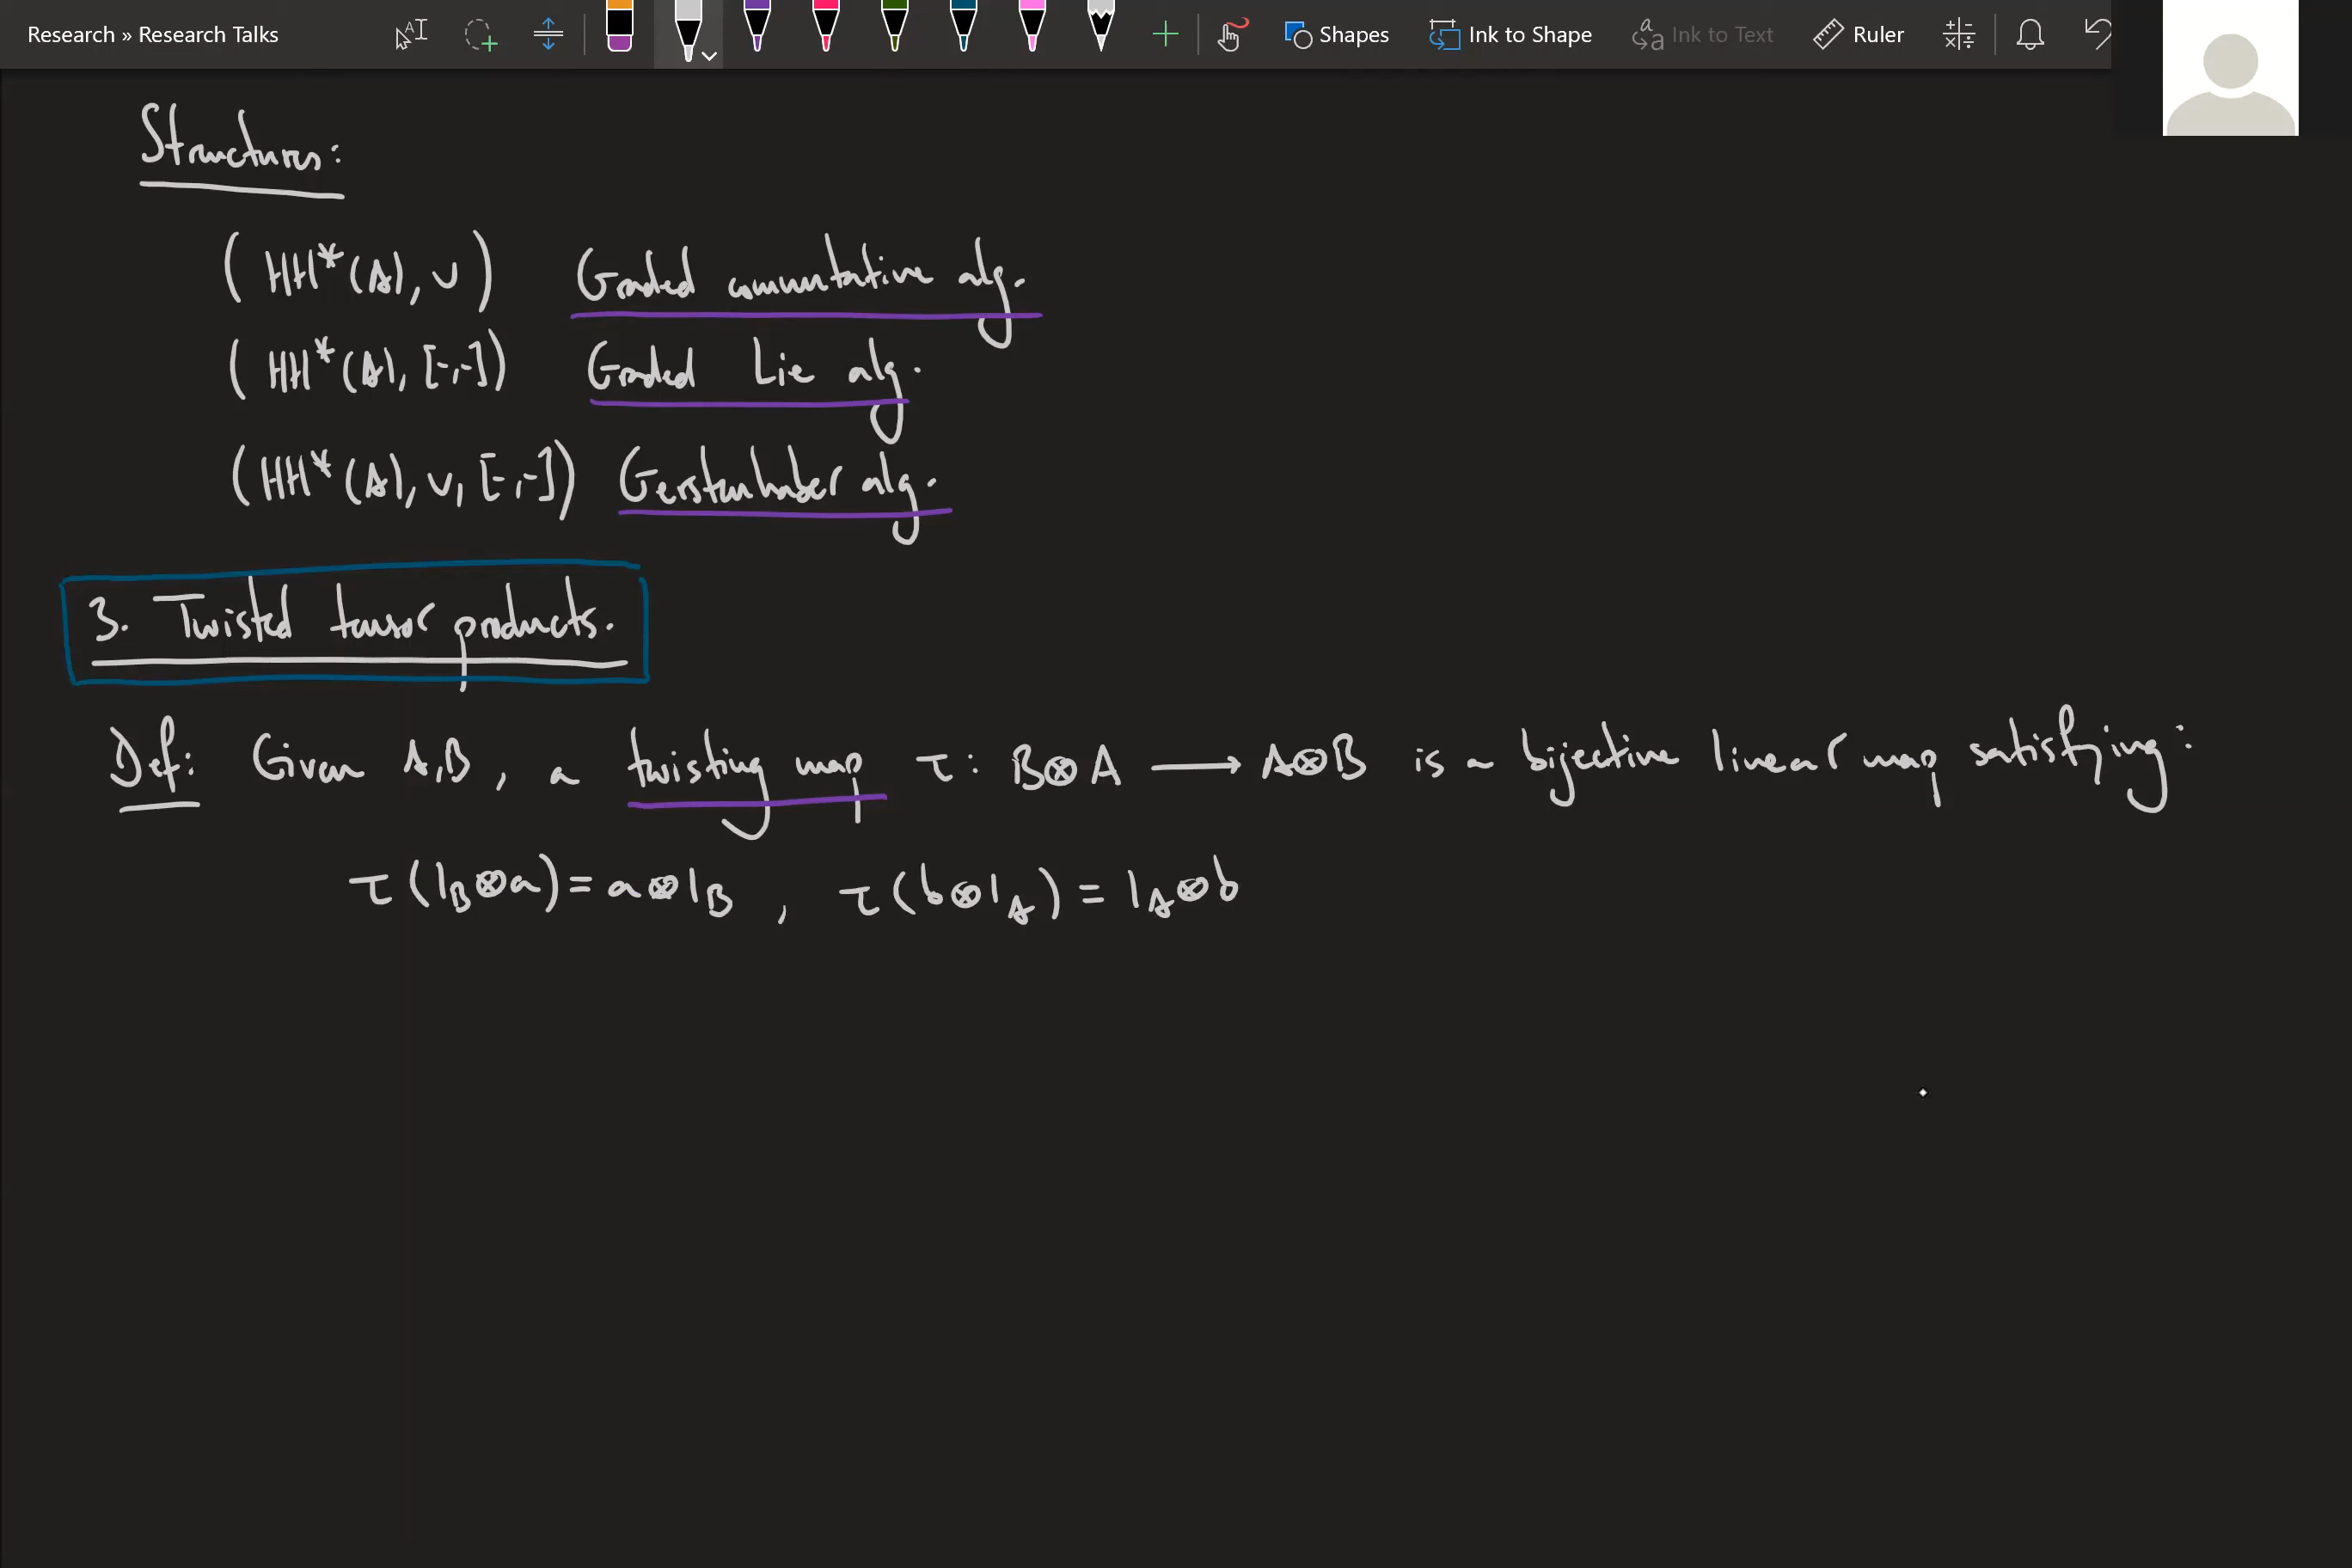 Research » Research Talks
Shapes
Ink to Shape
Ink to Text
Ruler
Structures:
(HH*(A), ∪) Graded commutative alg.
(HH*(A), [-,-]) Graded Lie alg.
(HH*(A), ∪, [-,-]) Gerstenhaber alg.
3. Twisted tensor products.
Def: Given A,B, a twisting map τ: B⊗A ⟶ A⊗B is a bijective linear map satisfying:
τ(1_B⊗a) = a⊗1_B, τ(b⊗1_A) = 1_A⊗b